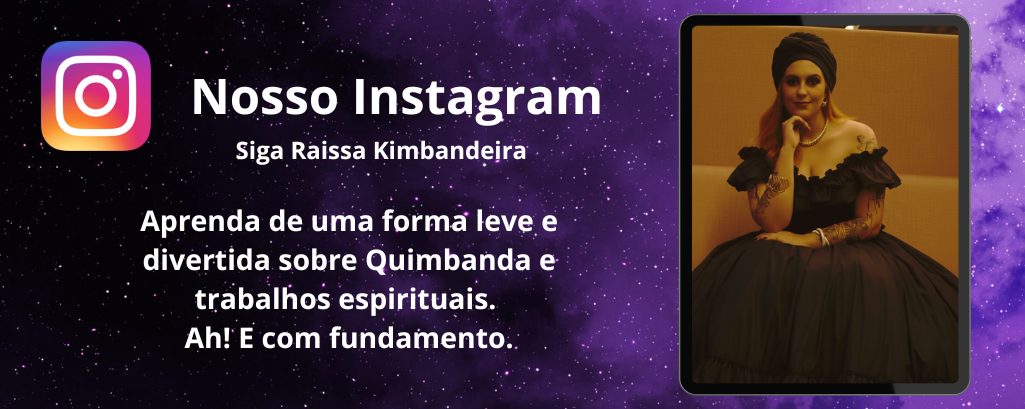 Nosso Instagram
Siga Raissa Kimbandeira
Aprenda de uma forma leve e
divertida sobre Quimbanda e
trabalhos espirituais.
Ah! E com fundamento.